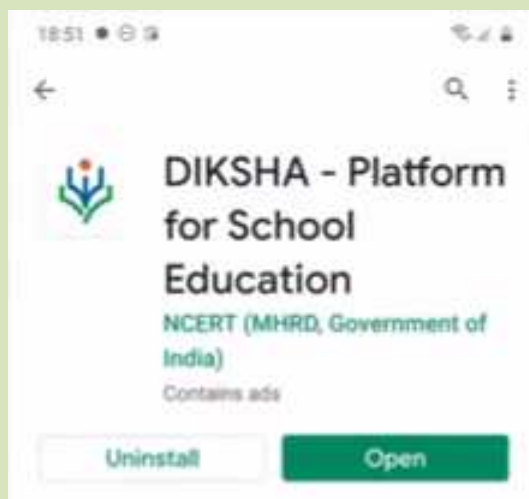 18:51
DIKSHA - Platform
for School
Education
NCERT (MHRD, Government of
India)
Contains ads
Uninstall
Open